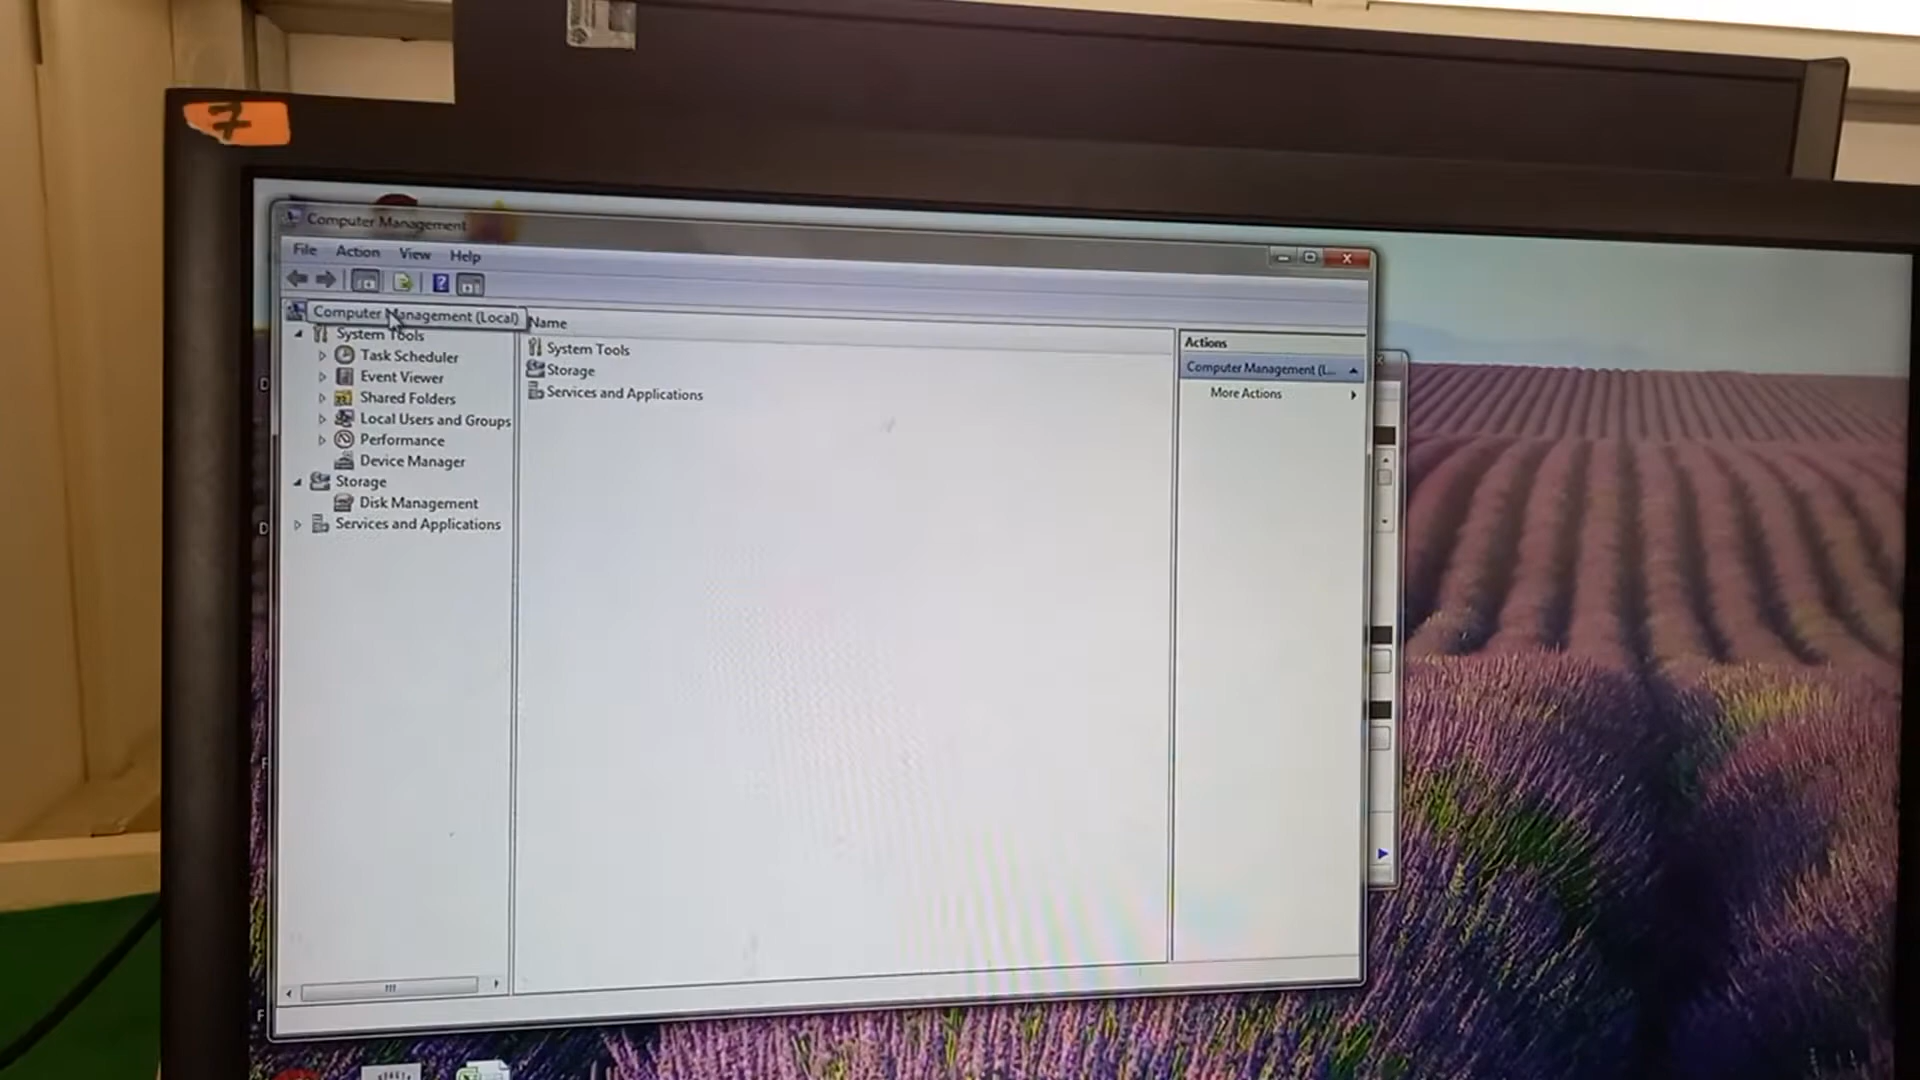 7
Computer Management
File Action View Help
Computer Management (Local)
System Tools
Task Scheduler
Event Viewer
Shared Folders
Local Users and Groups
Performance
Device Manager
Storage
Disk Management
Services and Applications
Name
System Tools
Storage
Services and Applications
Actions
Computer Management (L...
More Actions
D
D
F
F